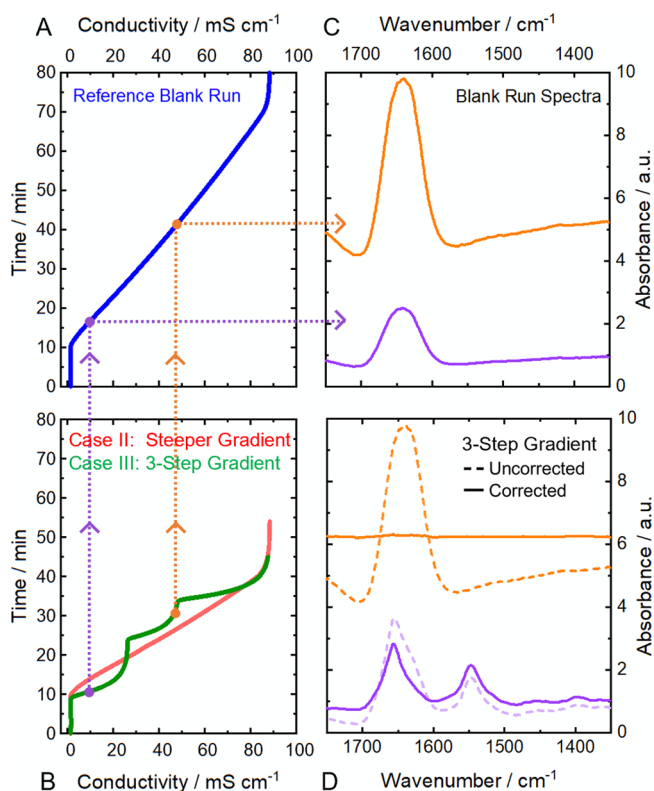 A
Conductivity / mS cm⁻¹
C
Wavenumber / cm⁻¹
0 20 40 60 80 100
1700 1600 1500 1400
Reference Blank Run
Blank Run Spectra
Time / min
80
70
60
50
40
30
20
10
0
Absorbance / a.u.
10
8
6
4
2
0
Case II: Steeper Gradient
Case III: 3-Step Gradient
3-Step Gradient
Uncorrected
Corrected
Time / min
80
70
60
50
40
30
20
10
0
Absorbance / a.u.
10
8
6
4
2
0
0 20 40 60 80 100
1700 1600 1500 1400
B
Conductivity / mS cm⁻¹
D
Wavenumber / cm⁻¹